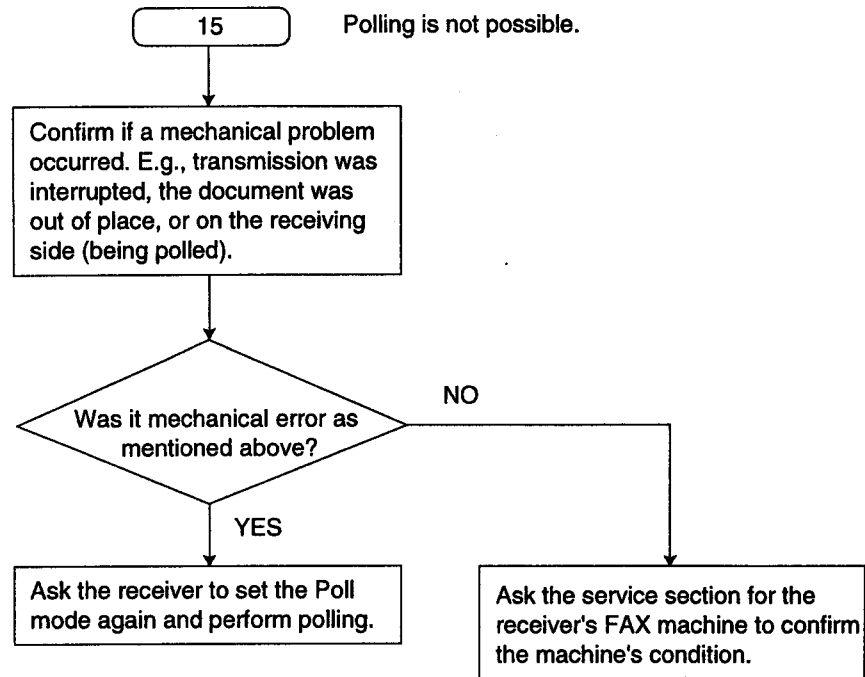 15
Polling is not possible.
Confirm if a mechanical problem
occurred. E.g., transmission was
interrupted, the document was
out of place, or on the receiving
side (being polled).
Was it mechanical error as
mentioned above?
NO
YES
Ask the receiver to set the Poll
mode again and perform polling.
Ask the service section for the
receiver's FAX machine to confirm
the machine's condition.